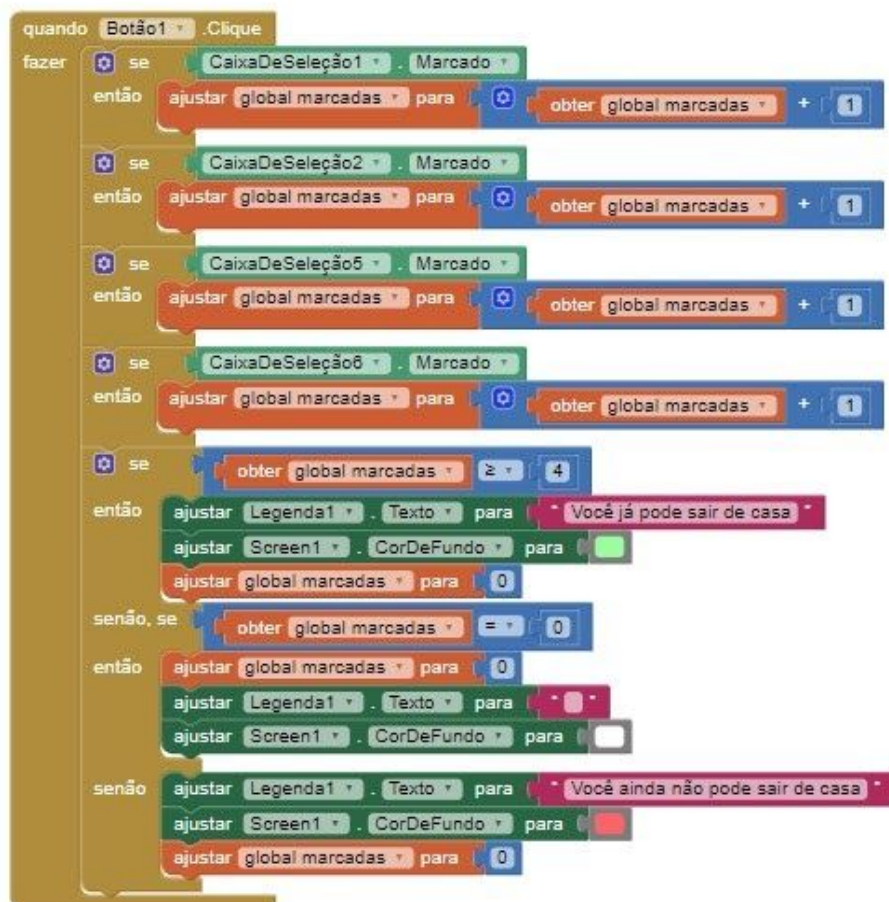 quando Botão1 .Clique
fazer se CaixaDeSeleção1 . Marcado
então ajustar global marcadas para obter global marcadas + 1
se CaixaDeSeleção2 . Marcado
então ajustar global marcadas para obter global marcadas + 1
se CaixaDeSeleção5 . Marcado
então ajustar global marcadas para obter global marcadas + 1
se CaixaDeSeleção6 . Marcado
então ajustar global marcadas para obter global marcadas + 1
se obter global marcadas ≥ 4
então ajustar Legenda1 . Texto para " Você já pode sair de casa "
ajustar Screen1 . CorDeFundo para
ajustar global marcadas para 0
senão, se obter global marcadas = 0
então ajustar global marcadas para 0
ajustar Legenda1 . Texto para " "
ajustar Screen1 . CorDeFundo para
senão ajustar Legenda1 . Texto para " Você ainda não pode sair de casa "
ajustar Screen1 . CorDeFundo para
ajustar global marcadas para 0